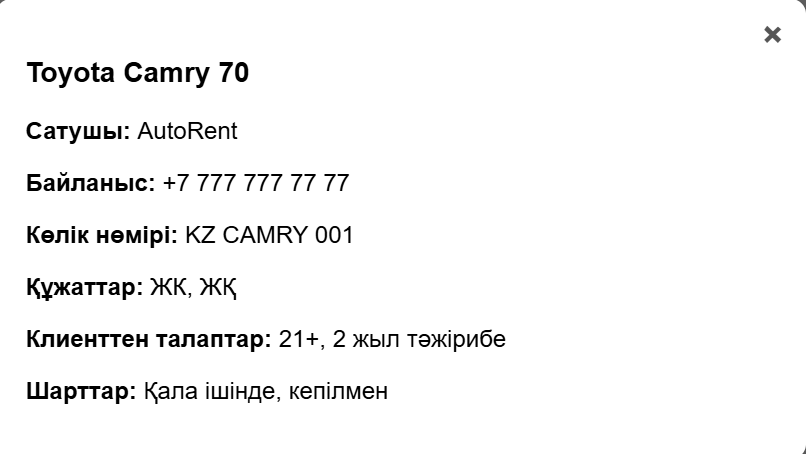 Toyota Camry 70
Сатушы: AutoRent
Байланыс: +7 777 777 77 77
Көлік нөмірі: KZ CAMRY 001
Құжаттар: ЖК, ЖҚ
Клиенттен талаптар: 21+, 2 жыл тәжірибе
Шарттар: Қала ішінде, кепілмен